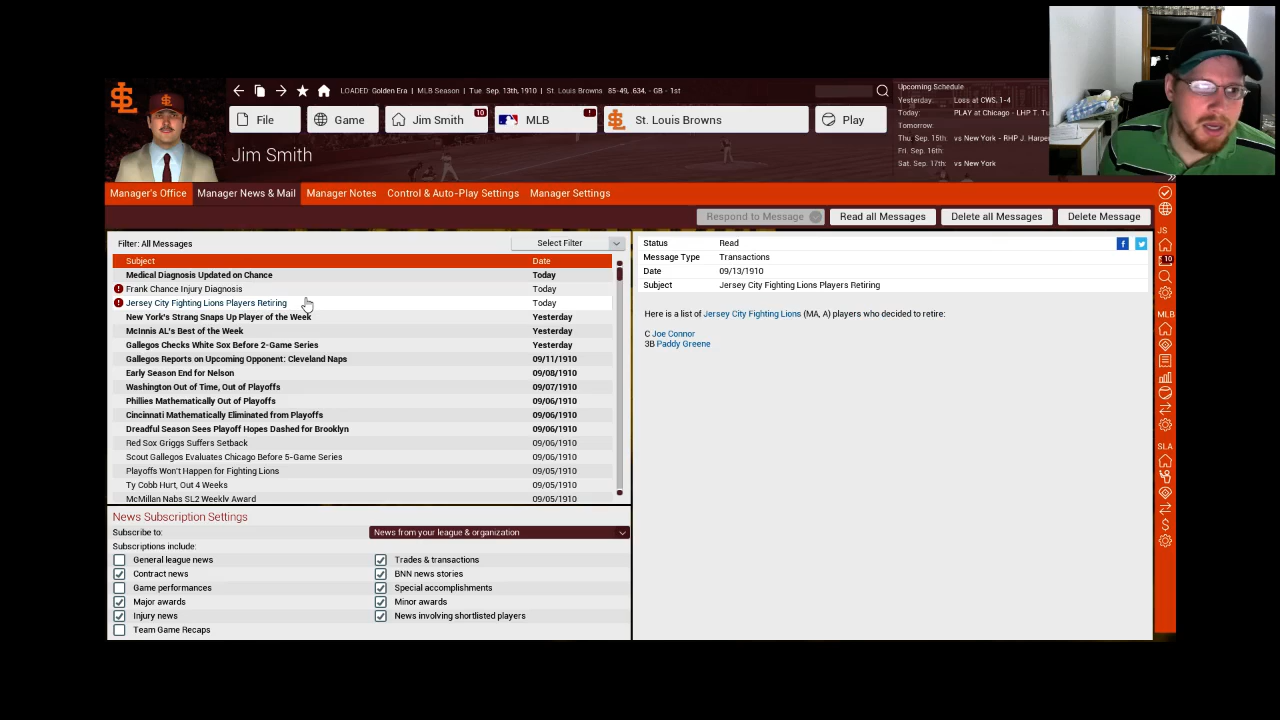 LOADED: Golden Era | MLB Season | Tue. Sep. 13th, 1910 | St. Louis Browns 85-49, .634, - GB - 1st
Upcoming Schedule
Yesterday: Loss at CWS, 1-4
Today: PLAY at Chicago - LHP T. Tu
Tomorrow:
Thu. Sep. 15th: vs New York - RHP J. Harpe
Fri. Sep. 16th:
Sat. Sep. 17th: vs New York
File
Game
Jim Smith 10
MLB !
St. Louis Browns
Play
Jim Smith
Manager's Office
Manager News & Mail
Manager Notes
Control & Auto-Play Settings
Manager Settings
Respond to Message
Read all Messages
Delete all Messages
Delete Message
Filter: All Messages
Select Filter
Subject Date
Medical Diagnosis Updated on Chance Today
Frank Chance Injury Diagnosis Today
Jersey City Fighting Lions Players Retiring Today
New York's Strang Snaps Up Player of the Week Yesterday
McInnis AL's Best of the Week Yesterday
Gallegos Checks White Sox Before 2-Game Series Yesterday
Gallegos Reports on Upcoming Opponent: Cleveland Naps 09/11/1910
Early Season End for Nelson 09/08/1910
Washington Out of Time, Out of Playoffs 09/07/1910
Phillies Mathematically Out of Playoffs 09/06/1910
Cincinnati Mathematically Eliminated from Playoffs 09/06/1910
Dreadful Season Sees Playoff Hopes Dashed for Brooklyn 09/06/1910
Red Sox Griggs Suffers Setback 09/06/1910
Scout Gallegos Evaluates Chicago Before 5-Game Series 09/06/1910
Playoffs Won't Happen for Fighting Lions 09/05/1910
Ty Cobb Hurt, Out 4 Weeks 09/05/1910
McMillan Nabs SL2 Weekly Award 09/05/1910
News Subscription Settings
Subscribe to: News from your league & organization
Subscriptions include:
General league news
Trades & transactions
Contract news
BNN news stories
Game performances
Special accomplishments
Major awards
Minor awards
Injury news
News involving shortlisted players
Team Game Recaps
Status Read
Message Type Transactions
Date 09/13/1910
Subject Jersey City Fighting Lions Players Retiring
Here is a list of Jersey City Fighting Lions (MA, A) players who decided to retire:
C Joe Connor
3B Paddy Greene
JS
10
MLB
SLA
$